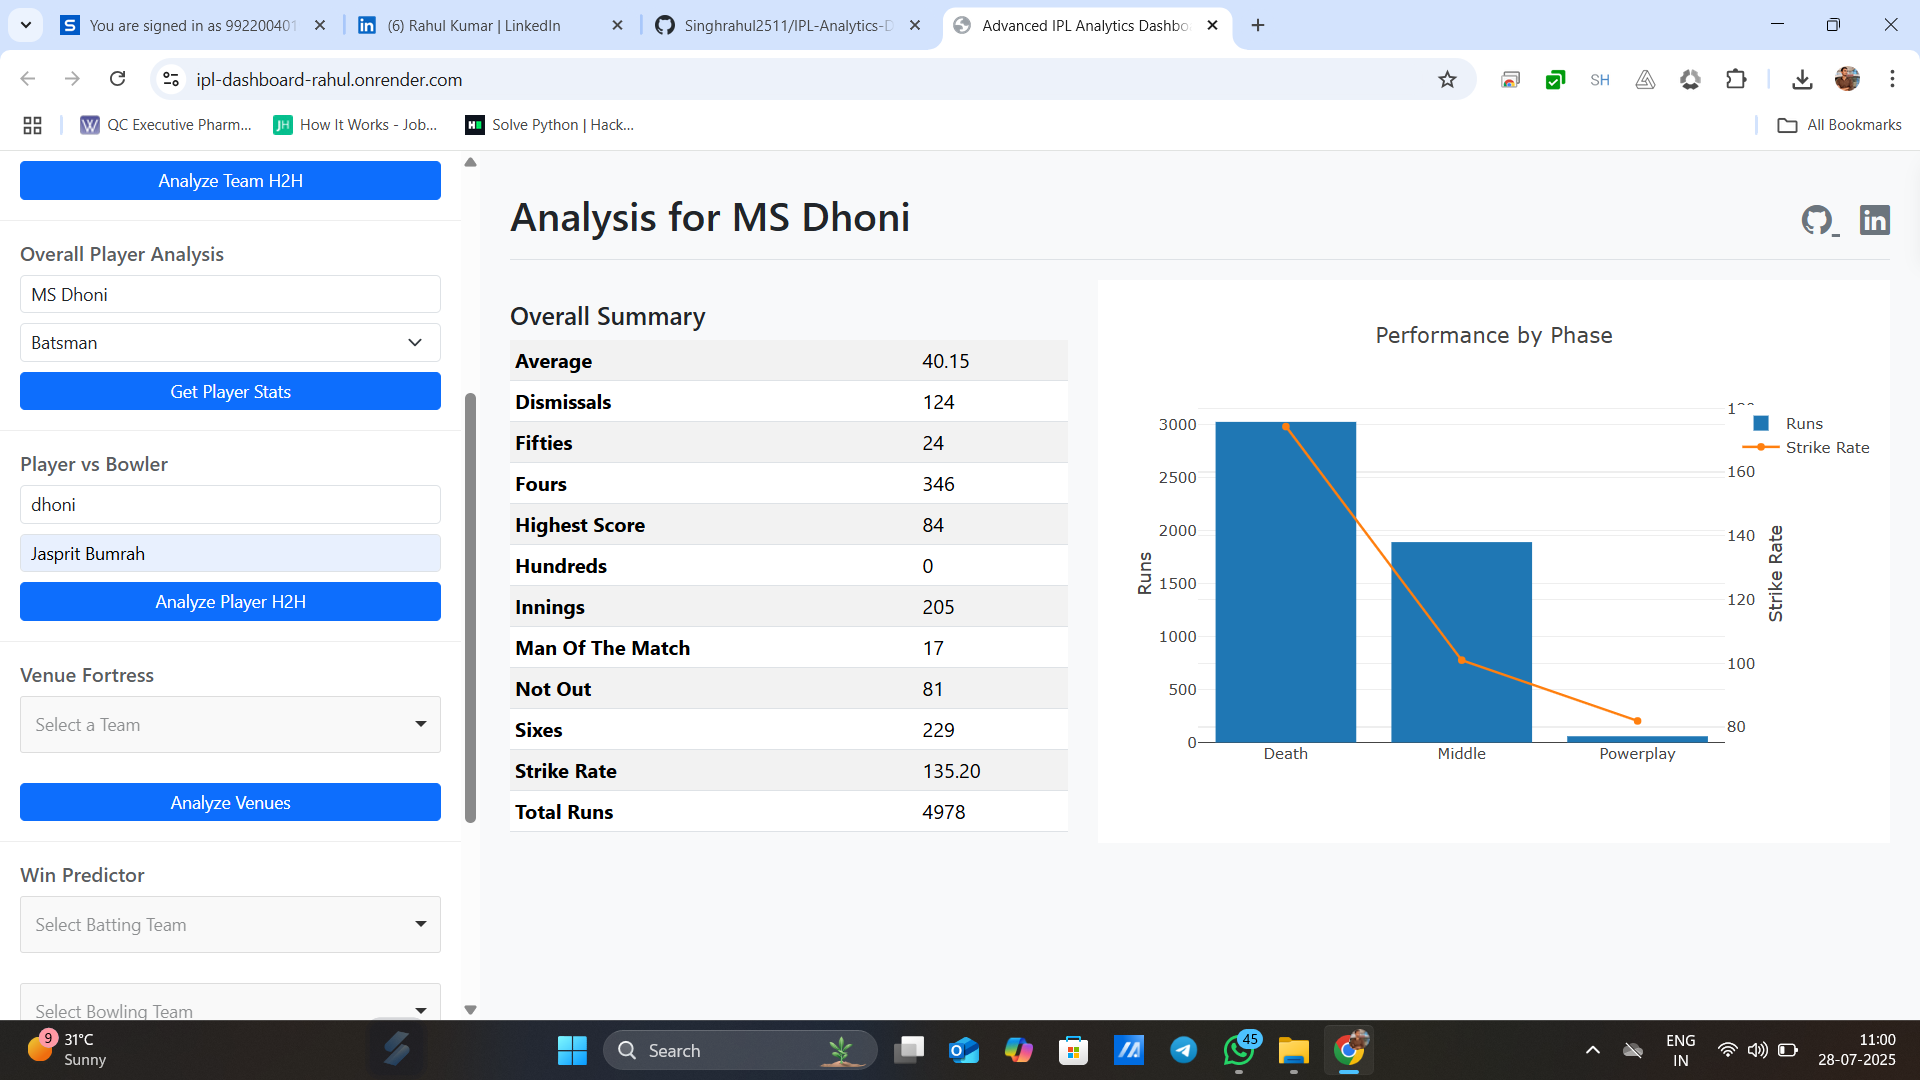 You are signed in as 992200401
(6) Rahul Kumar | LinkedIn
Singhrahul2511/IPL-Analytics-D
Advanced IPL Analytics Dashbo
ipl-dashboard-rahul.onrender.com
SH
QC Executive Pharm...
JH How It Works - Job...
Solve Python | Hack...
All Bookmarks
Analyze Team H2H
Overall Player Analysis
MS Dhoni
Batsman
Get Player Stats
Player vs Bowler
dhoni
Jasprit Bumrah
Analyze Player H2H
Venue Fortress
Select a Team
Analyze Venues
Win Predictor
Select Batting Team
Select Bowling Team
Analysis for MS Dhoni
Overall Summary
Average 40.15
Dismissals 124
Fifties 24
Fours 346
Highest Score 84
Hundreds 0
Innings 205
Man Of The Match 17
Not Out 81
Sixes 229
Strike Rate 135.20
Total Runs 4978
Performance by Phase
Runs
Strike Rate
3000
2500
2000
1500
1000
500
0
Runs
160
140
120
100
80
Strike Rate
Death Middle Powerplay
9
31°C
Sunny
Search
45
ENG
IN
11:00
28-07-2025